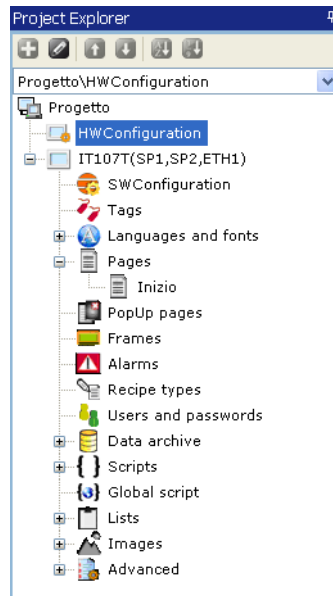 Project Explorer
Progetto\HWConfiguration
Progetto
HWConfiguration
IT107T(SP1,SP2,ETH1)
SWConfiguration
Tags
Languages and fonts
Pages
Inizio
PopUp pages
Frames
Alarms
Recipe types
Users and passwords
Data archive
Scripts
Global script
Lists
Images
Advanced